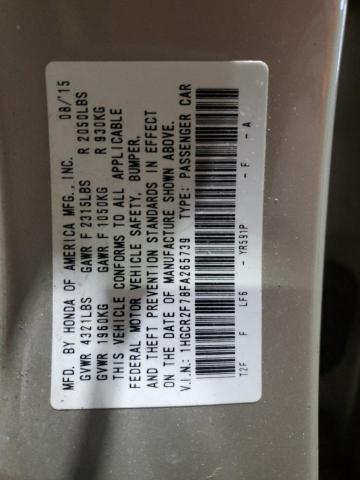 MFD. BY HONDA OF AMERICA MFG., INC. 08/'15
GVWR 4321LBS GAWR F 2315LBS R 2050LBS
GVWR 1960KG GAWR F 1050KG R 930KG
THIS VEHICLE CONFORMS TO ALL APPLICABLE
FEDERAL MOTOR VEHICLE SAFETY, BUMPER,
AND THEFT PREVENTION STANDARDS IN EFFECT
ON THE DATE OF MANUFACTURE SHOWN ABOVE.
V.I.N.: 1HGCR2F78FA265739 TYPE: PASSENGER CAR
T2F F LF6 - YR591P - F - A